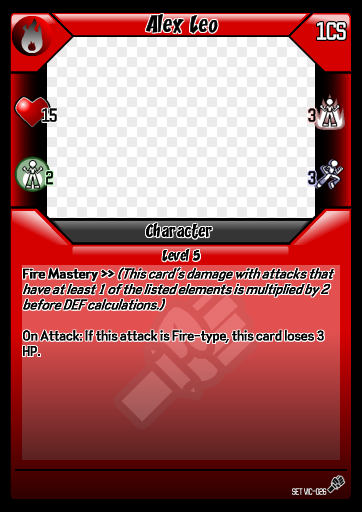 Alex Leo
1CS
15
3
2
3
Character
Level 5
Fire Mastery >> (This card's damage with attacks that
have at least 1 of the listed elements is multiplied by 2
before DEF calculations.)
On Attack: If this attack is Fire-type, this card loses 3
HP.
SET VIC-026